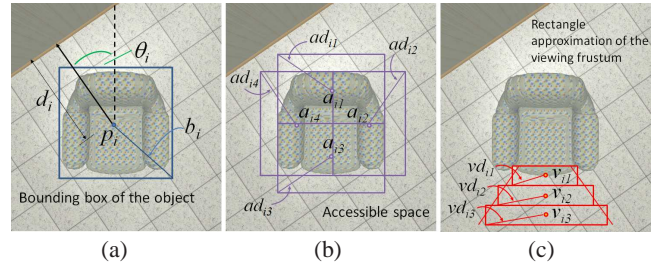 θi
di
pi
bi
Bounding box of the object
(a)
adi1
adi2
adi4
ai1
ai4
ai2
ai3
adi3
Accessible space
(b)
Rectangle
approximation of the
viewing frustum
vdi1
vi1
vdi2
vi2
vdi3
vi3
(c)